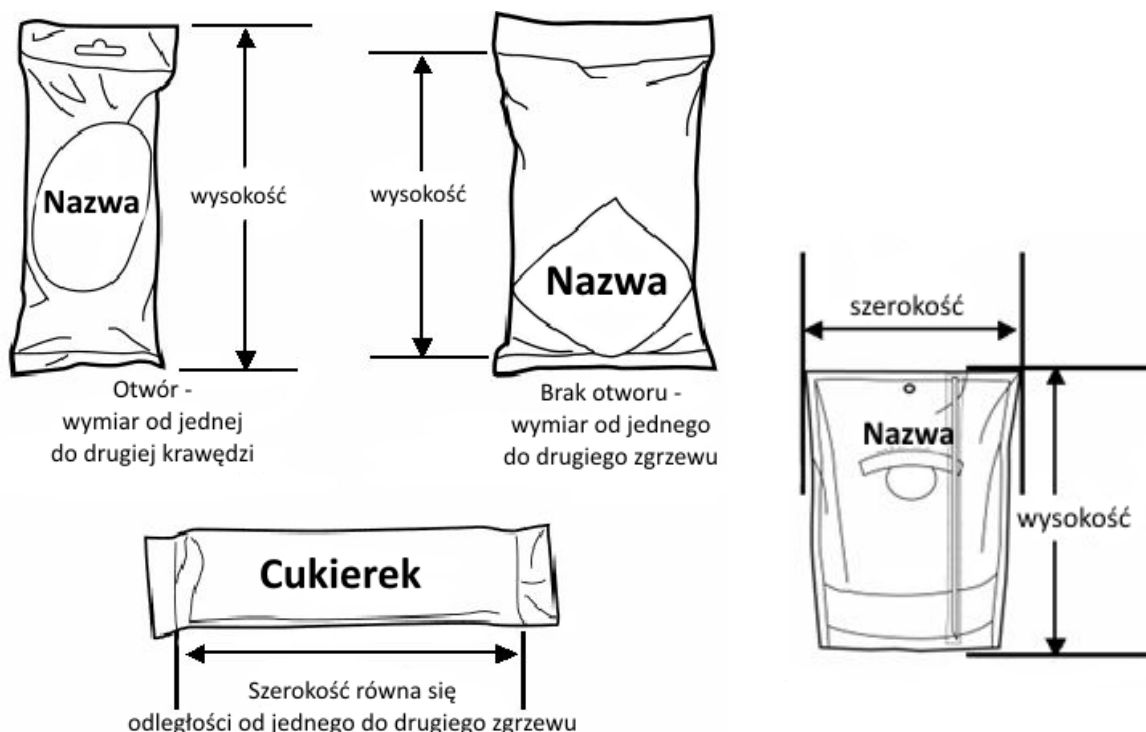 Nazwa
wysokość
Otwór -
wymiar od jednej
do drugiej krawędzi
wysokość
Nazwa
Brak otworu -
wymiar od jednego
do drugiego zgrzewu
szerokość
Nazwa
wysokość
Cukierek
Szerokość równa się
odległości od jednego do drugiego zgrzewu